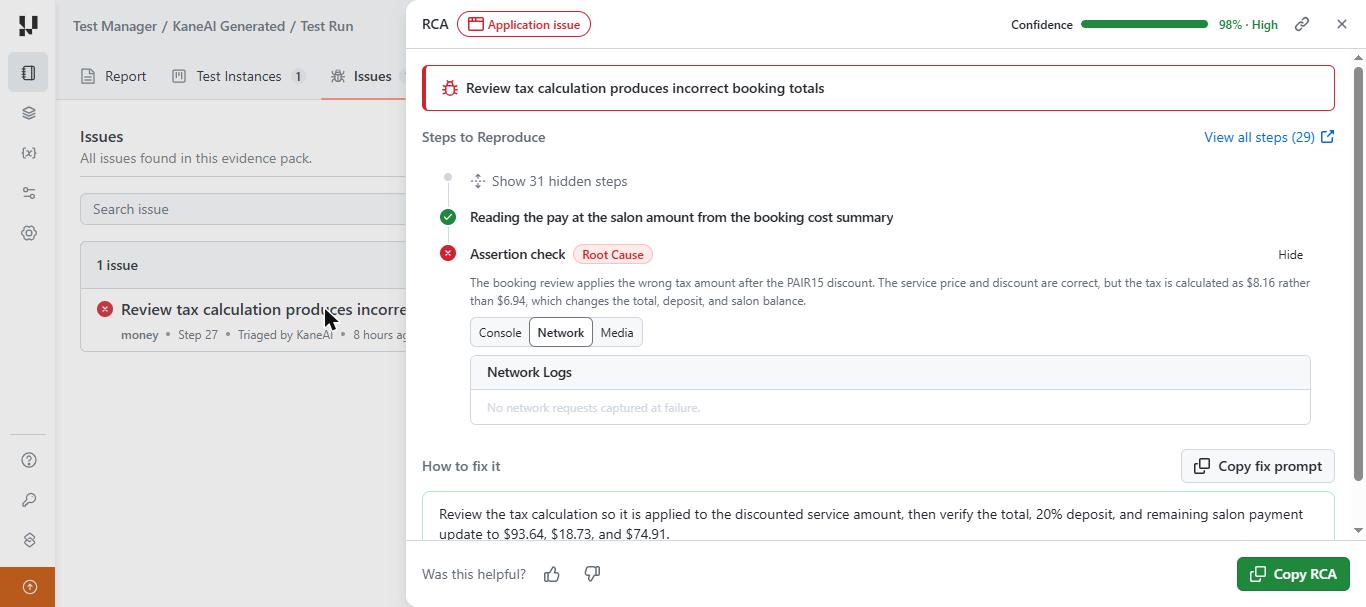 Test Manager / KaneAI Generated / Test Run
RCA
Application issue
Confidence
98% · High
Report
Test Instances 1
Issues
Issues
All issues found in this evidence pack.
Search issue
1 issue
Review tax calculation produces incorre
money • Step 27 • Triaged by KaneAI • 8 hours ag
Review tax calculation produces incorrect booking totals
Steps to Reproduce
View all steps (29)
Show 31 hidden steps
Reading the pay at the salon amount from the booking cost summary
Assertion check
Root Cause
Hide
The booking review applies the wrong tax amount after the PAIR15 discount. The service price and discount are correct, but the tax is calculated as $8.16 rather
than $6.94, which changes the total, deposit, and salon balance.
Console
Network
Media
Network Logs
No network requests captured at failure.
How to fix it
Copy fix prompt
Review the tax calculation so it is applied to the discounted service amount, then verify the total, 20% deposit, and remaining salon payment
update to $93.64, $18.73, and $74.91.
Was this helpful?
Copy RCA